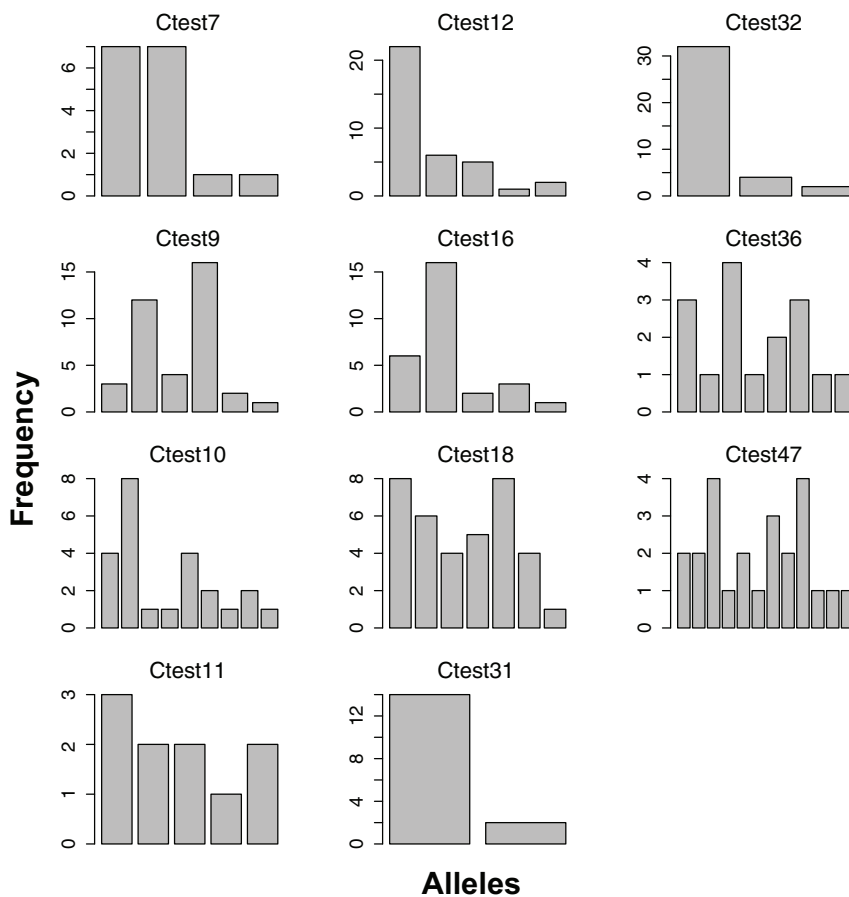 Ctest7
Ctest12
Ctest32
0 2 4 6
0 5 10 20
0 10 20 30
Ctest9
Ctest16
Ctest36
0 5 10 15
0 5 10 15
0 1 2 3 4
Ctest10
Ctest18
Ctest47
0 2 4 6 8
0 2 4 6 8
0 1 2 3 4
Ctest11
Ctest31
0 1 2 3
0 4 8 12
Frequency
Alleles